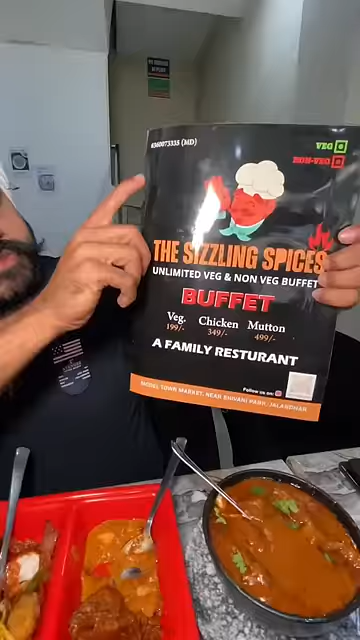 6360073335 (MD)
VEG
NON-VEG
THE SIZZLING SPICES
UNLIMITED VEG & NON VEG BUFFET
BUFFET
Veg. Chicken Mutton
199/- 349/- 499/-
A FAMILY RESTURANT
Follow us on:
MODEL TOWN MARKET, NEAR SHIVANI PARK, JALANDHAR